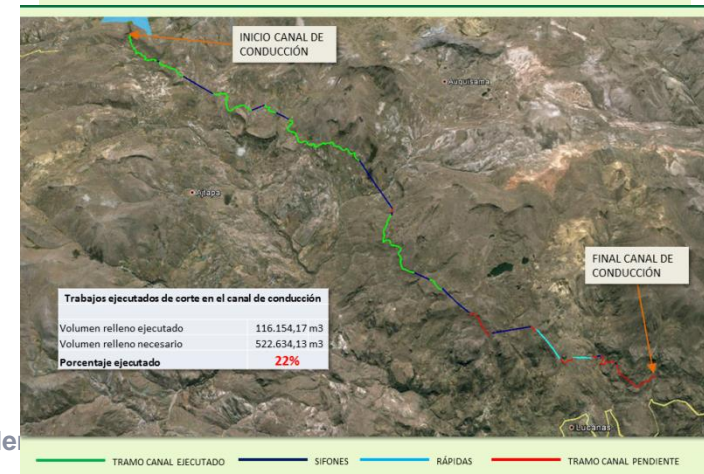 INICIO CANAL DE
CONDUCCIÓN
FINAL CANAL DE
CONDUCCIÓN
Trabajos ejecutados de corte en el canal de conducción
Volumen relleno ejecutado 116.154,17 m3
Volumen relleno necesario 522.634,13 m3
Porcentaje ejecutado 22%
Lucanas
TRAMO CANAL EJECUTADO SIFONES RÁPIDAS TRAMO CANAL PENDIENTE